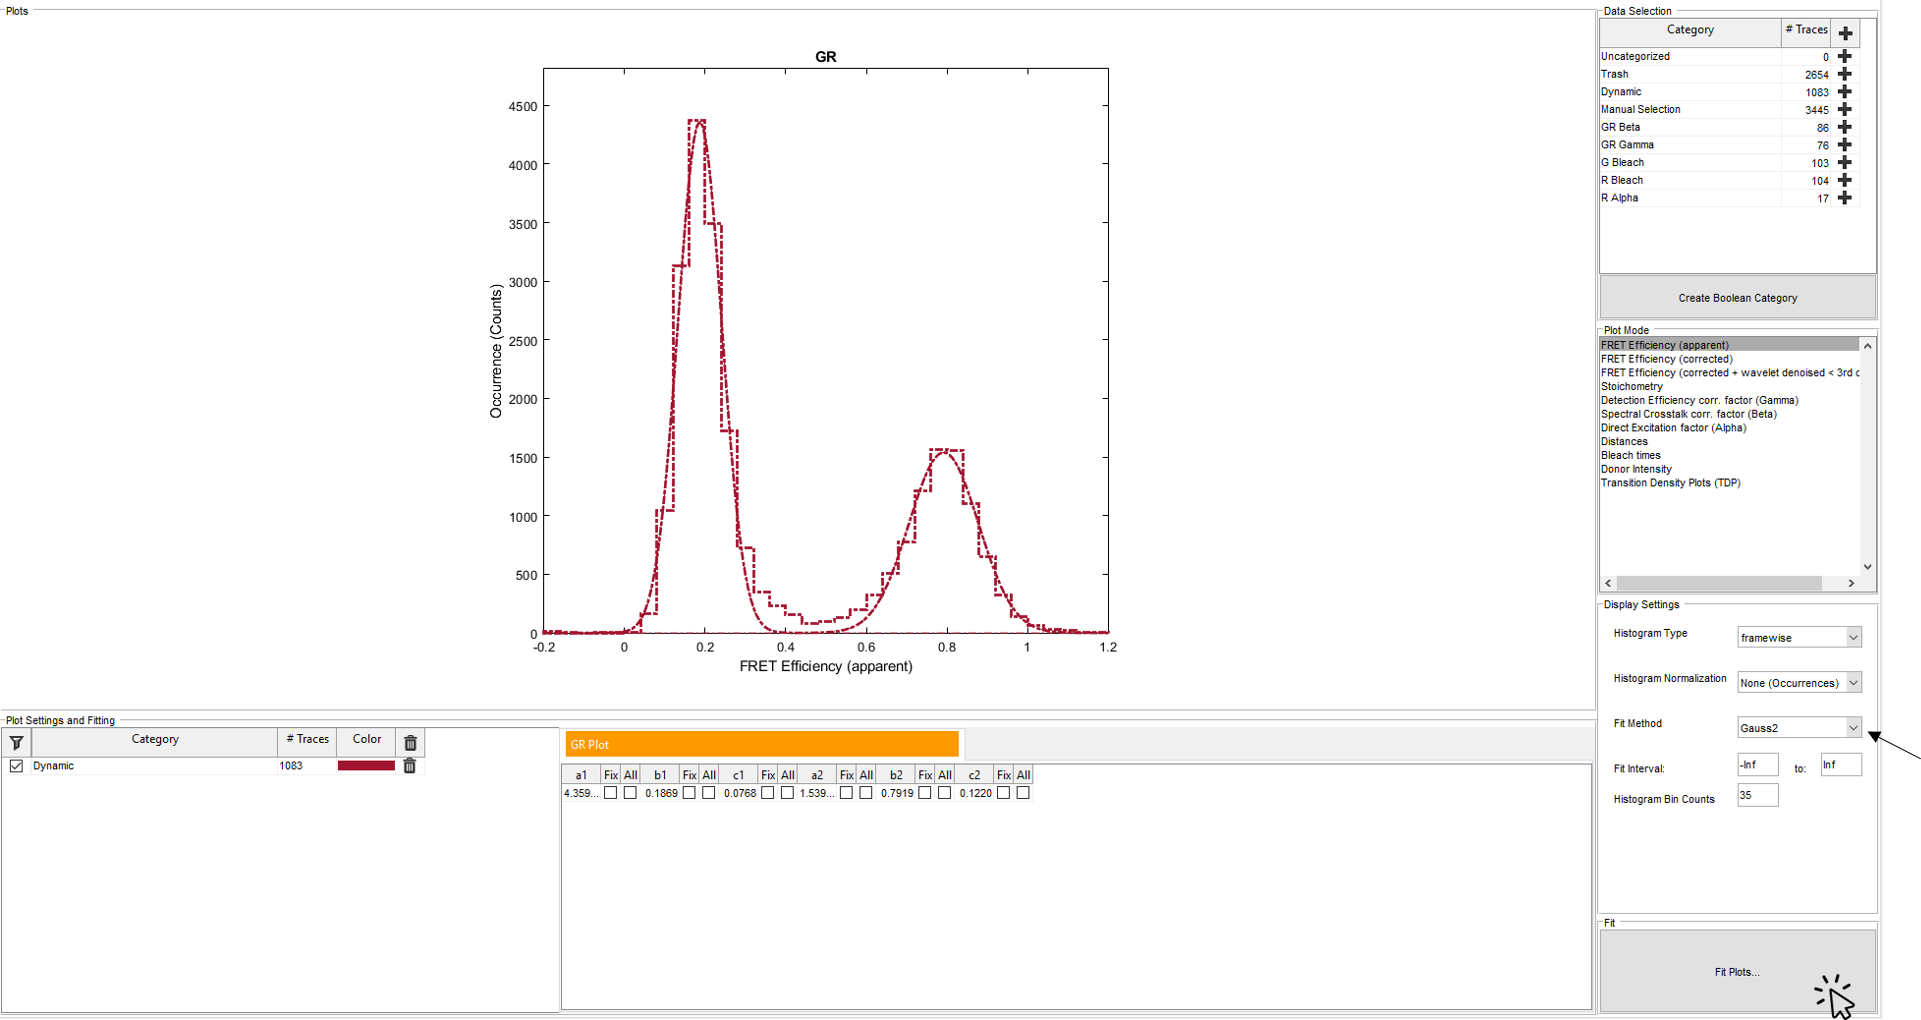 Plots
GR
4500
4000
3500
3000
2500
2000
1500
1000
500
0
Occurrence (Counts)
-0.2 0 0.2 0.4 0.6 0.8 1 1.2
FRET Efficiency (apparent)
Data Selection
Category # Traces
Uncategorized 0
Trash 2654
Dynamic 1083
Manual Selection 3445
GR Beta 86
GR Gamma 76
G Bleach 103
R Bleach 104
R Alpha 17
Create Boolean Category
Plot Mode
FRET Efficiency (apparent)
FRET Efficiency (corrected)
FRET Efficiency (corrected + wavelet denoised < 3rd c
Stoichometry
Detection Efficiency corr. factor (Gamma)
Spectral Crosstalk corr. factor (Beta)
Direct Excitation factor (Alpha)
Distances
Bleach times
Donor Intensity
Transition Density Plots (TDP)
Display Settings
Histogram Type framewise
Histogram Normalization None (Occurrences)
Fit Method Gauss2
Fit Interval: -Inf to: Inf
Histogram Bin Counts 35
Fit
Fit Plots...
Plot Settings and Fitting
Category # Traces Color
Dynamic 1083
GR Plot
a1 Fix All b1 Fix All c1 Fix All a2 Fix All b2 Fix All c2 Fix All
4.359... 0.1869 0.0768 1.539... 0.7919 0.1220